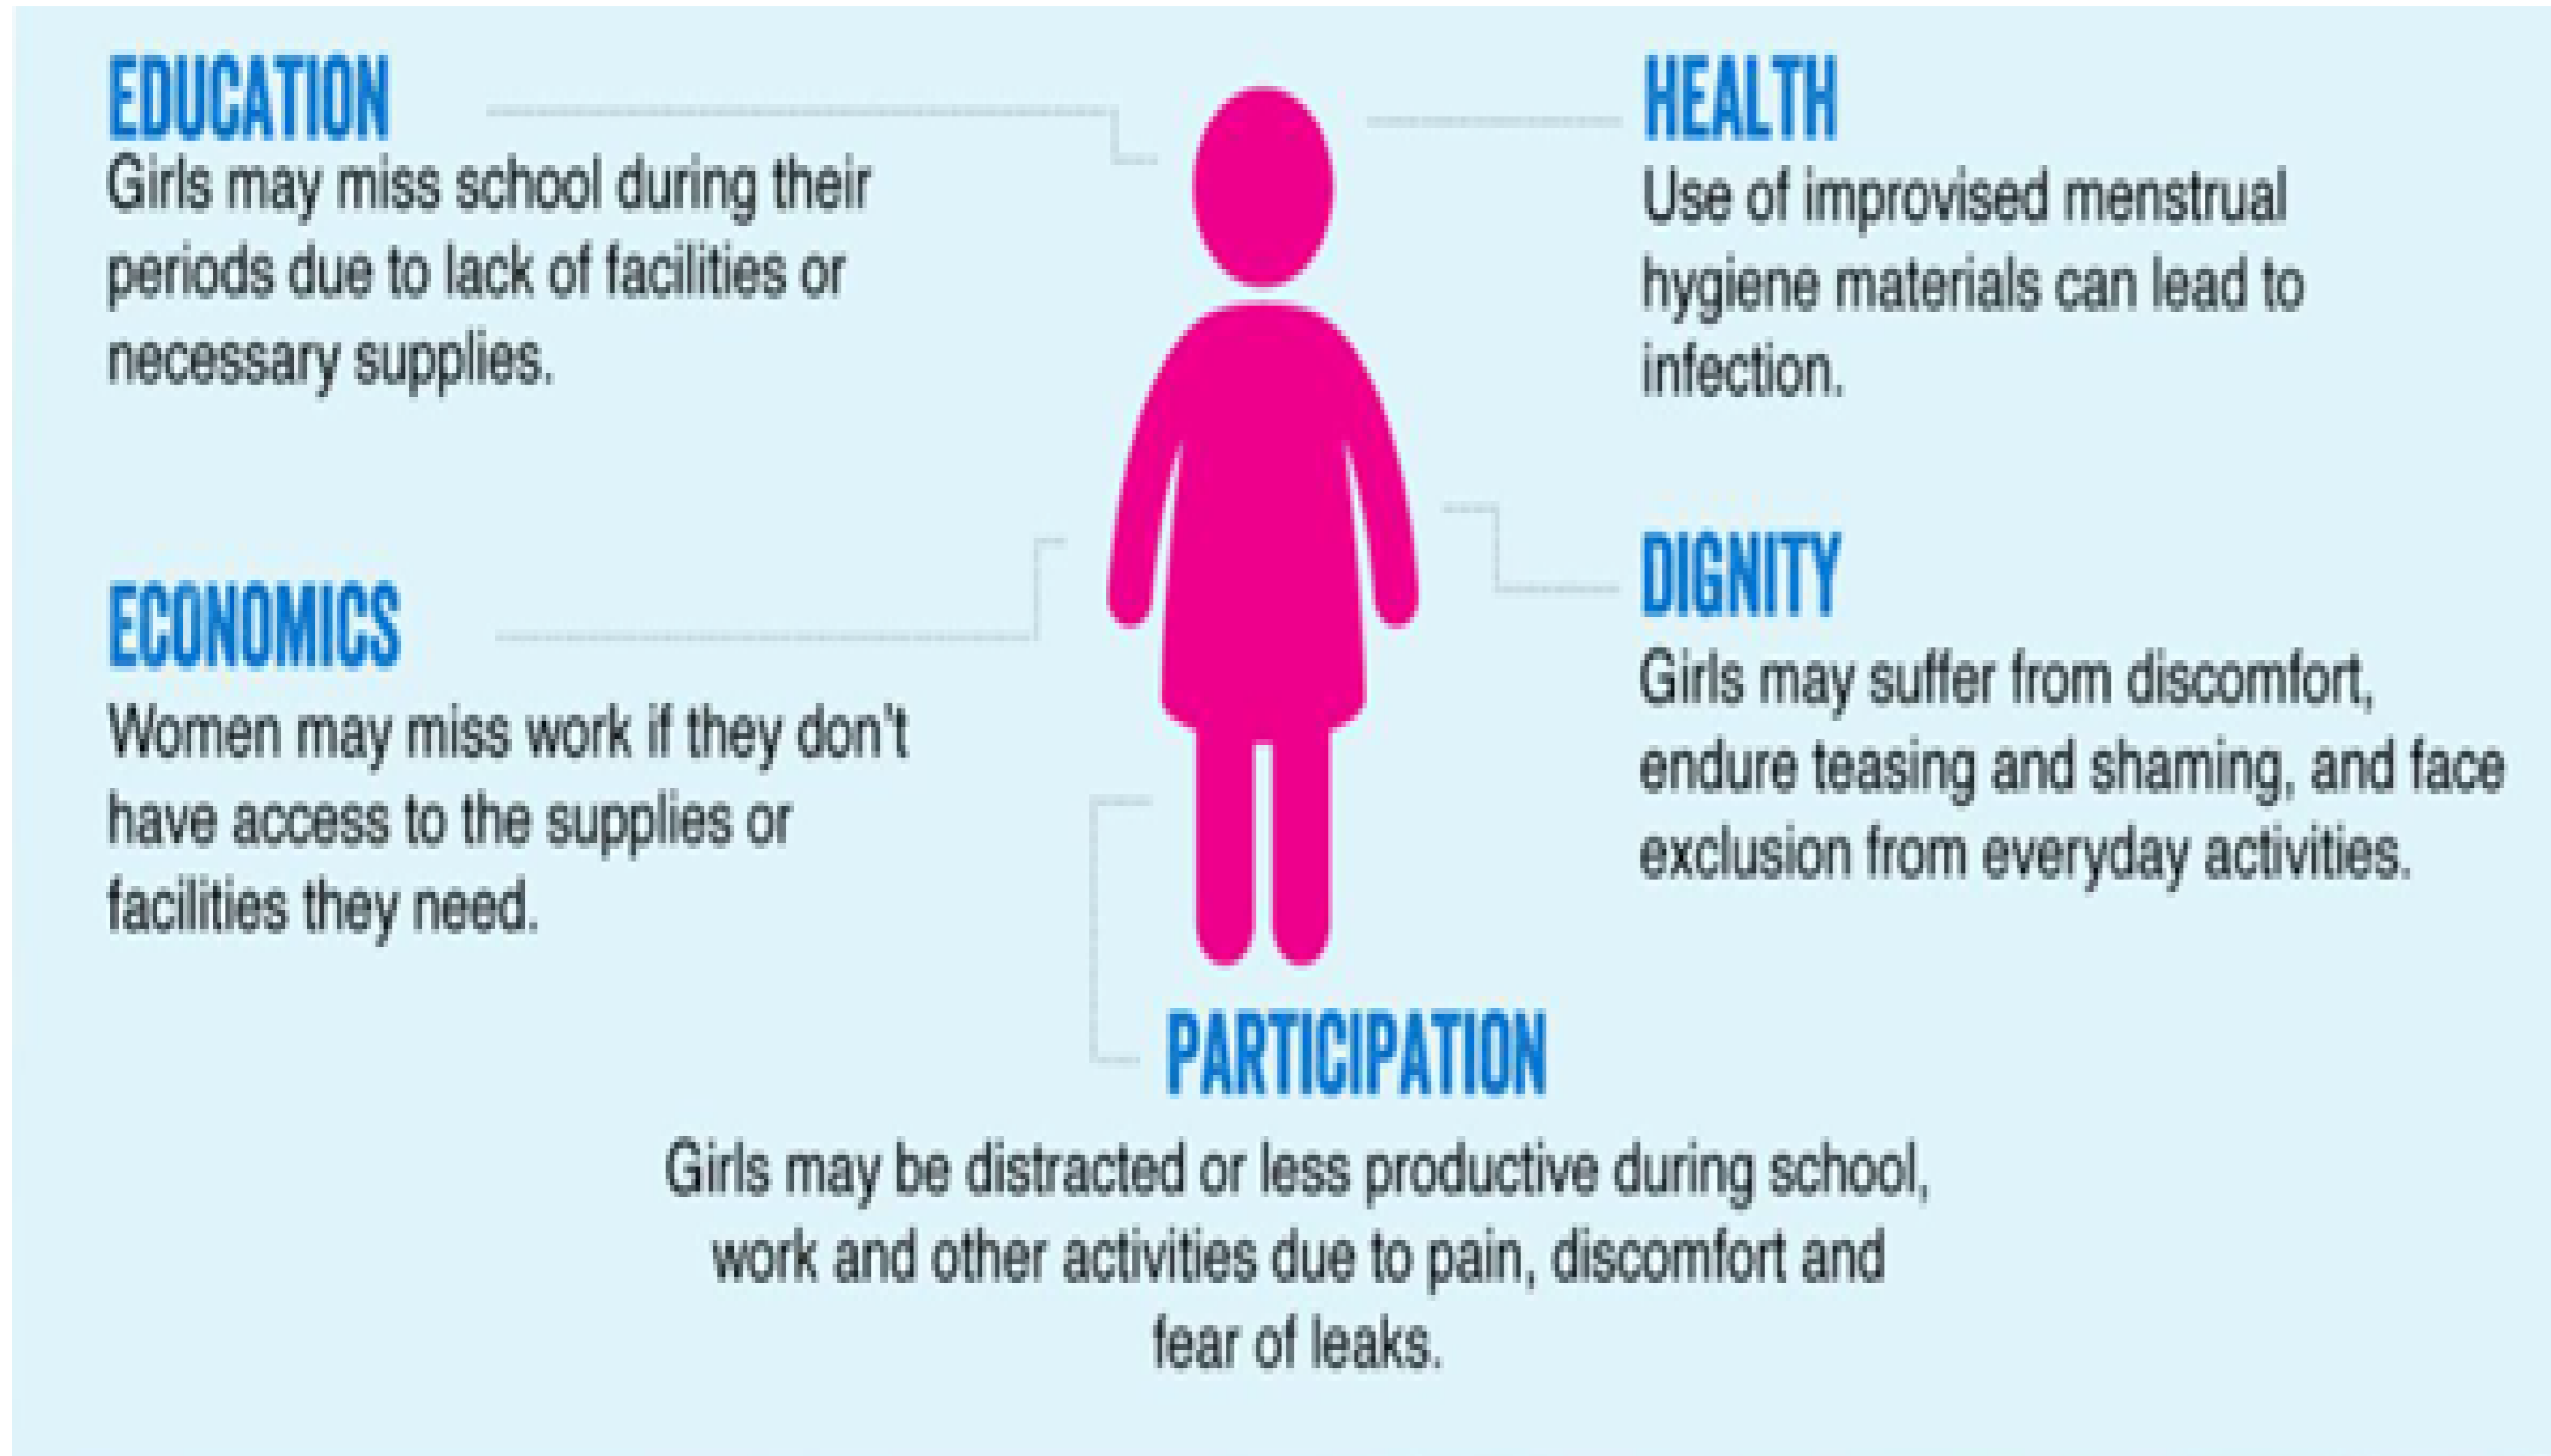 EDUCATION
Girls may miss school during their
periods due to lack of facilities or
necessary supplies.
HEALTH
Use of improvised menstrual
hygiene materials can lead to
infection.
ECONOMICS
Women may miss work if they don't
have access to the supplies or
facilities they need.
DIGNITY
Girls may suffer from discomfort,
endure teasing and shaming, and face
exclusion from everyday activities.
PARTICIPATION
Girls may be distracted or less productive during school,
work and other activities due to pain, discomfort and
fear of leaks.